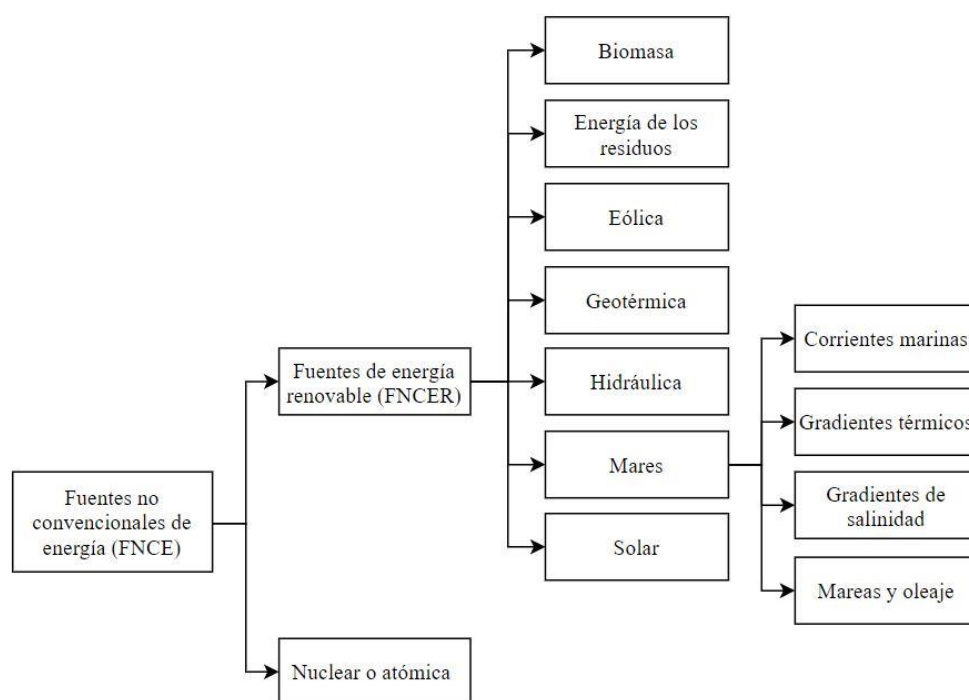 Biomasa
Energía de los
residuos
Eólica
Geotérmica
Corrientes marinas
Fuentes de energía
renovable (FNCER)
Hidráulica
Gradientes térmicos
Mares
Fuentes no
convencionales de
energía (FNCE)
Gradientes de
salinidad
Solar
Mareas y oleaje
Nuclear o atómica